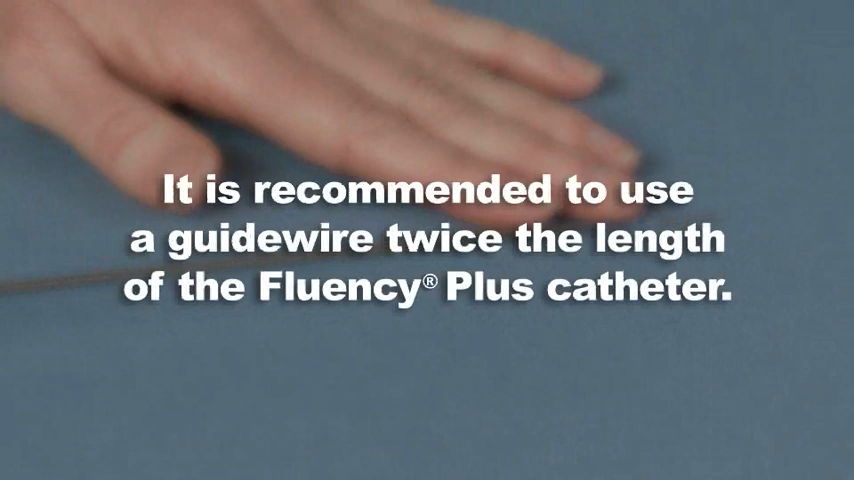 It is recommended to use
a guidewire twice the length
of the Fluency® Plus catheter.